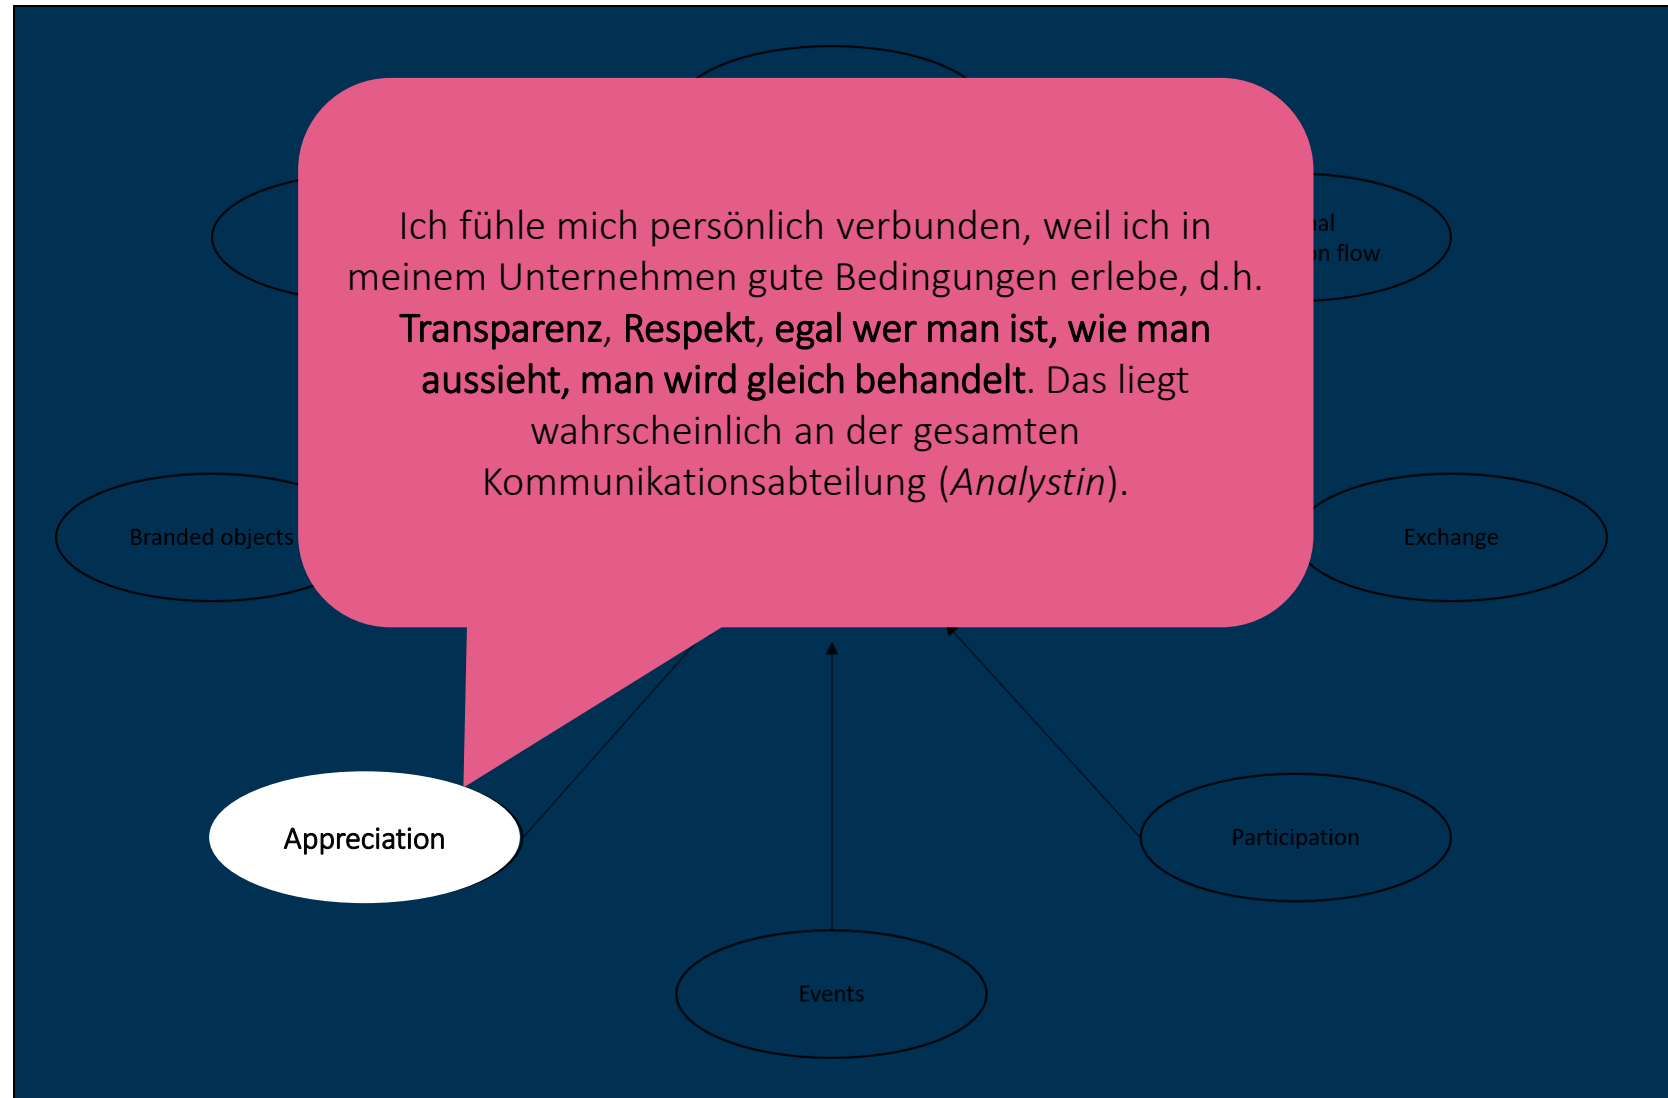 Ich fühle mich persönlich verbunden, weil ich in
meinem Unternehmen gute Bedingungen erlebe, d.h.
Transparenz, Respekt, egal wer man ist, wie man
aussieht, man wird gleich behandelt. Das liegt
wahrscheinlich an der gesamten
Kommunikationsabteilung (Analystin).
flow
Branded objects
Exchange
Appreciation
Participation
Events